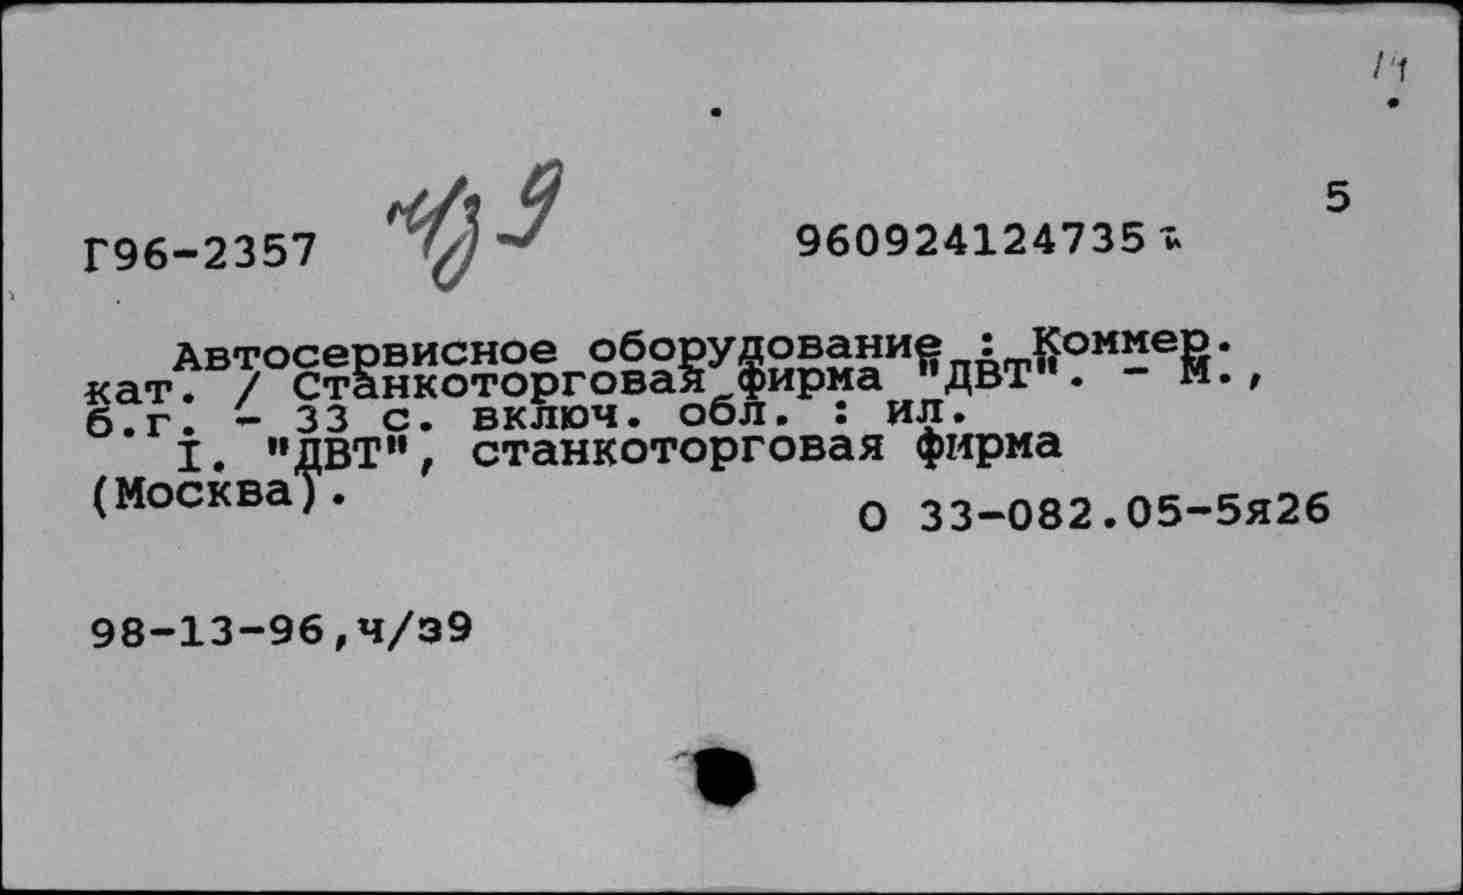 5
Г96-2357
960924124735
Автосервисное оборудование : Коммер.
кат. / Станкоторговая фирма "ДВТ". - М.,
б.г. - 33 с. включ. обл. : ил.
I. "ДВТ", станкоторговая фирма
(Москва).
О 33-082.05-5я26
98-13-96,Ч/З9